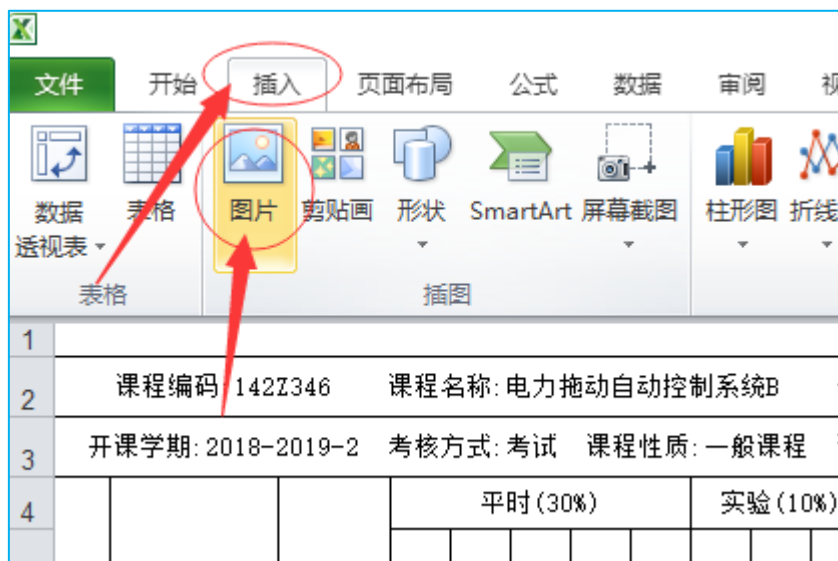 文件 开始 插入 页面布局 公式 数据 审阅
数据透视表 表格 图片 剪贴画 形状 SmartArt 屏幕截图 柱形图 折线
表格 插图
1
2 课程编码:142Z346 课程名称:电力拖动自动控制系统B
3 开课学期:2018-2019-2 考核方式:考试 课程性质:一般课程
4 平时(30%) 实验(10%)